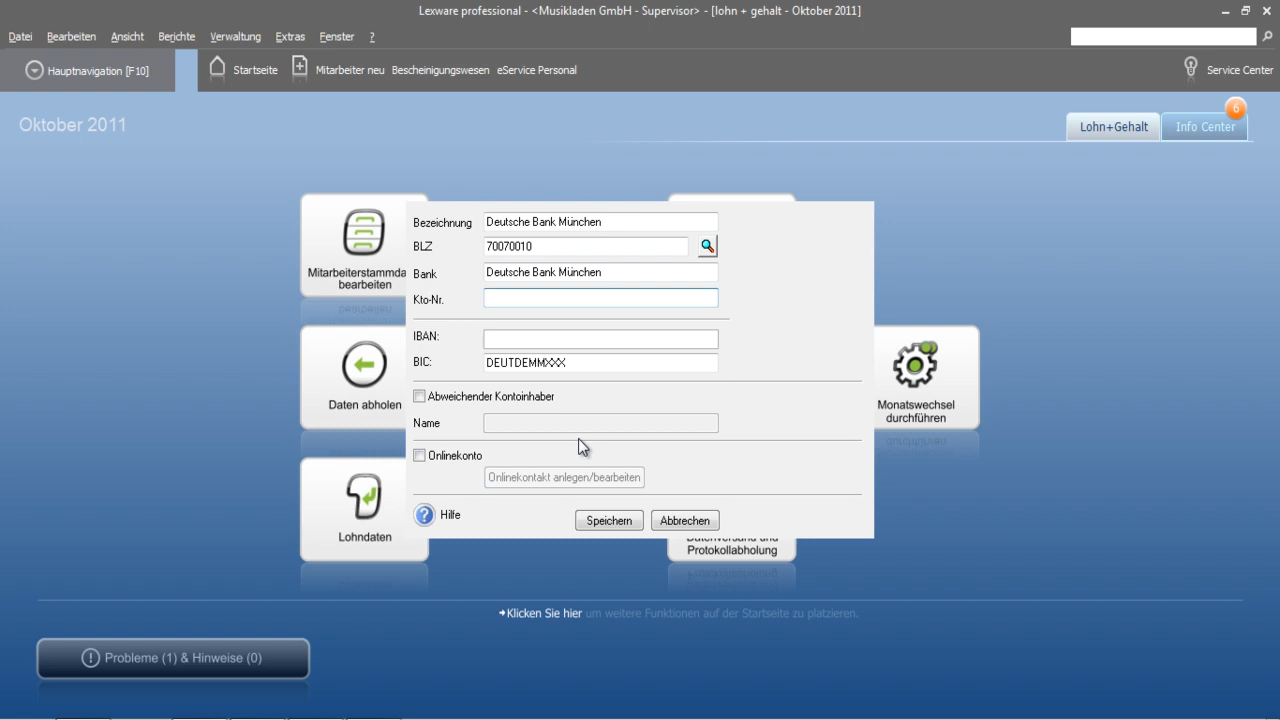 Lexware professional - <Musikladen GmbH - Supervisor> - [lohn + gehalt - Oktober 2011]
Datei Bearbeiten Ansicht Berichte Verwaltung Extras Fenster ?
Hauptnavigation [F10] Startseite Mitarbeiter neu Bescheinigungswesen eService Personal Service Center
Oktober 2011
Lohn+Gehalt Info Center 6
Mitarbeiterstammda
bearbeiten
Daten abholen
Lohndaten
Bezeichnung Deutsche Bank München
BLZ 70070010
Bank Deutsche Bank München
Kto-Nr.
IBAN:
BIC: DEUTDEMMXXX
Abweichender Kontoinhaber
Name
Onlinekonto
Onlinekontakt anlegen/bearbeiten
? Hilfe Speichern Abbrechen
Monatswechsel
durchführen
Datenversand und
Protokollabholung
Klicken Sie hier um weitere Funktionen auf der Startseite zu platzieren.
! Probleme (1) & Hinweise (0)